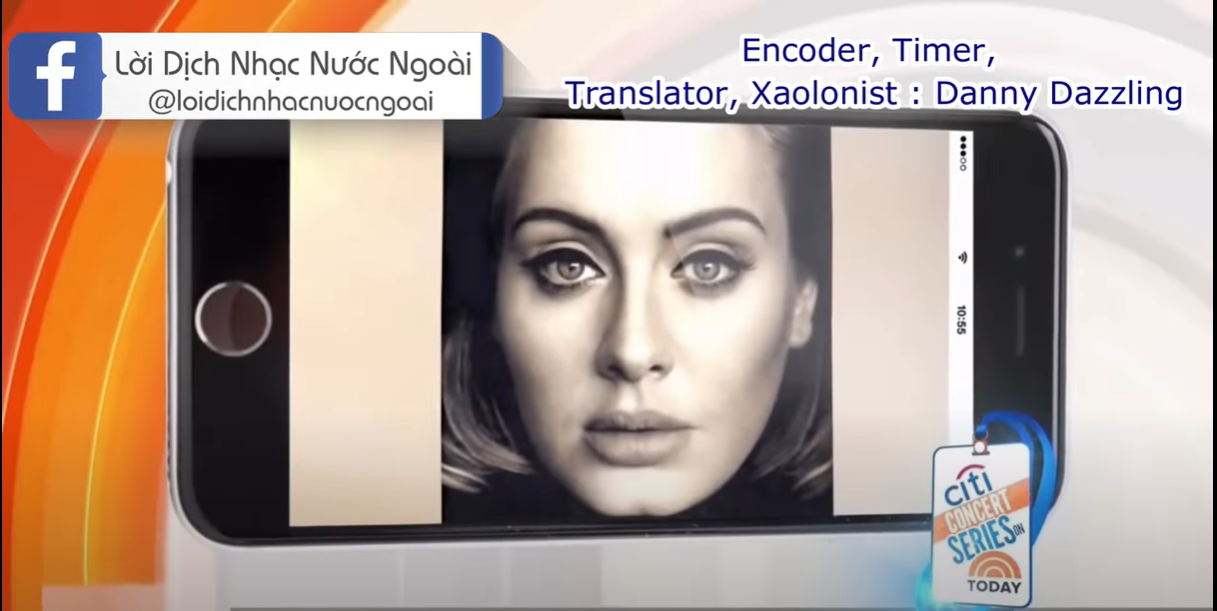 Lời Dịch Nhạc Nước Ngoài
@loidichnhacnuocngoai
Encoder, Timer,
Translator, Xaolonist : Danny Dazzling
10:55
citi
CONCERT
SERIES ON
TODAY